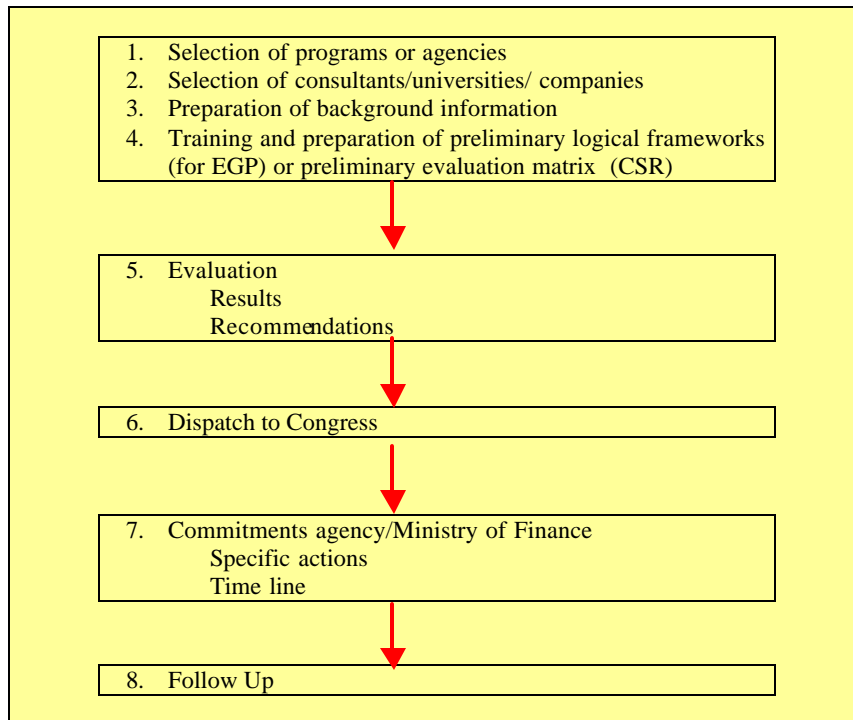 1. Selection of programs or agencies
2. Selection of consultants/universities/ companies
3. Preparation of background information
4. Training and preparation of preliminary logical frameworks
(for EGP) or preliminary evaluation matrix (CSR)
5. Evaluation
Results
Recommendations
6. Dispatch to Congress
7. Commitments agency/Ministry of Finance
Specific actions
Time line
8. Follow Up